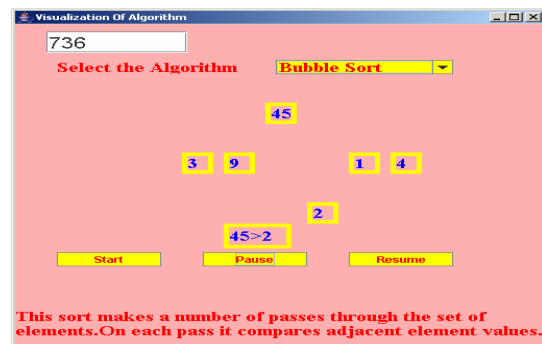 Visualization Of Algorithm
736
Select the Algorithm Bubble Sort
45
3 9 1 4
2
45>2
Start Pause Resume
This sort makes a number of passes through the set of
elements.On each pass it compares adjacent element values.